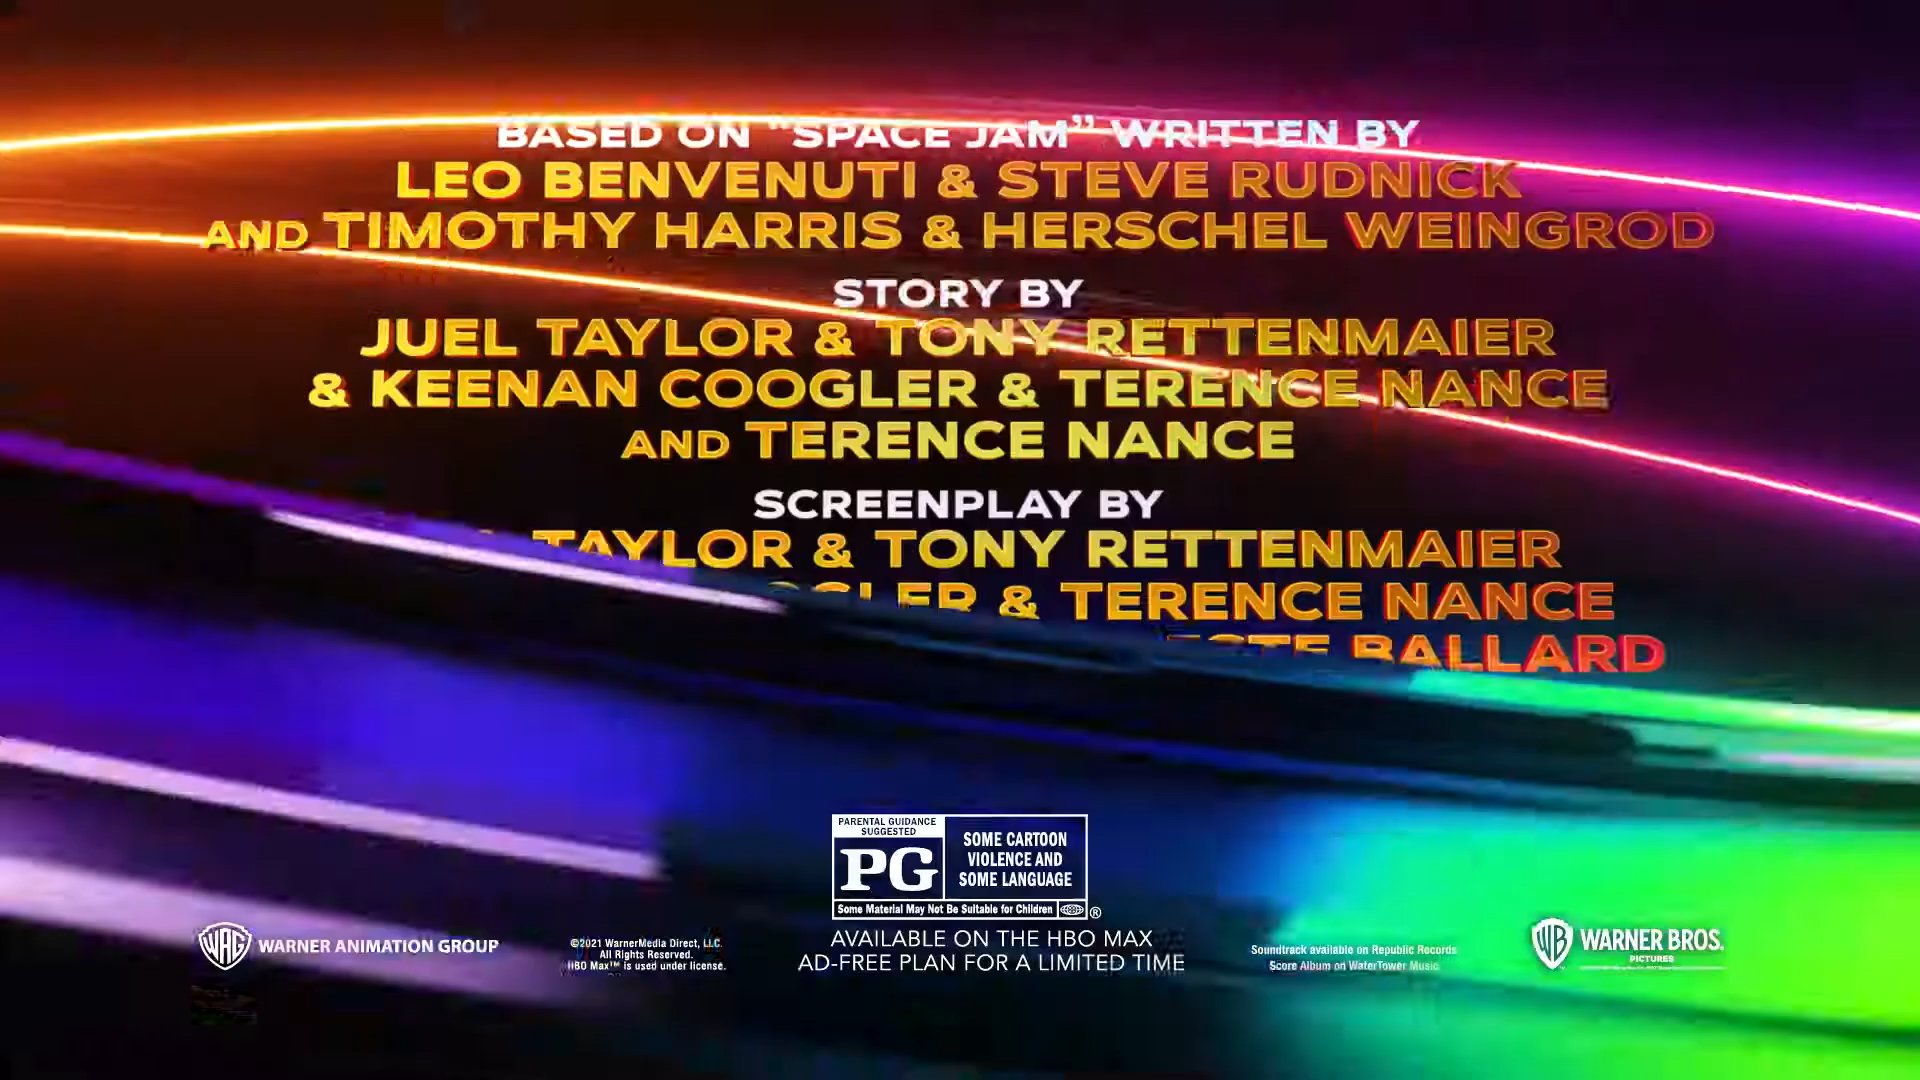 BASED ON “SPACE JAM” WRITTEN BY
LEO BENVENUTI & STEVE RUDNICK
AND TIMOTHY HARRIS & HERSCHEL WEINGROD
STORY BY
JUEL TAYLOR & TONY RETTENMAIER
& KEENAN COOGLER & TERENCE NANCE
AND TERENCE NANCE
SCREENPLAY BY
TAYLOR & TONY RETTENMAIER
& TERENCE NANCE
BALLARD
PARENTAL GUIDANCE
SUGGESTED
PG
SOME CARTOON
VIOLENCE AND
SOME LANGUAGE
Some Material May Not Be Suitable for Children
®
AVAILABLE ON THE HBO MAX
AD-FREE PLAN FOR A LIMITED TIME
WAG WARNER ANIMATION GROUP
©2021 WarnerMedia Direct, LLC.
All Rights Reserved.
HBO Max™ is used under license.
Soundtrack available on Republic Records
Score Album on WaterTower Music
WB WARNER BROS.
PICTURES